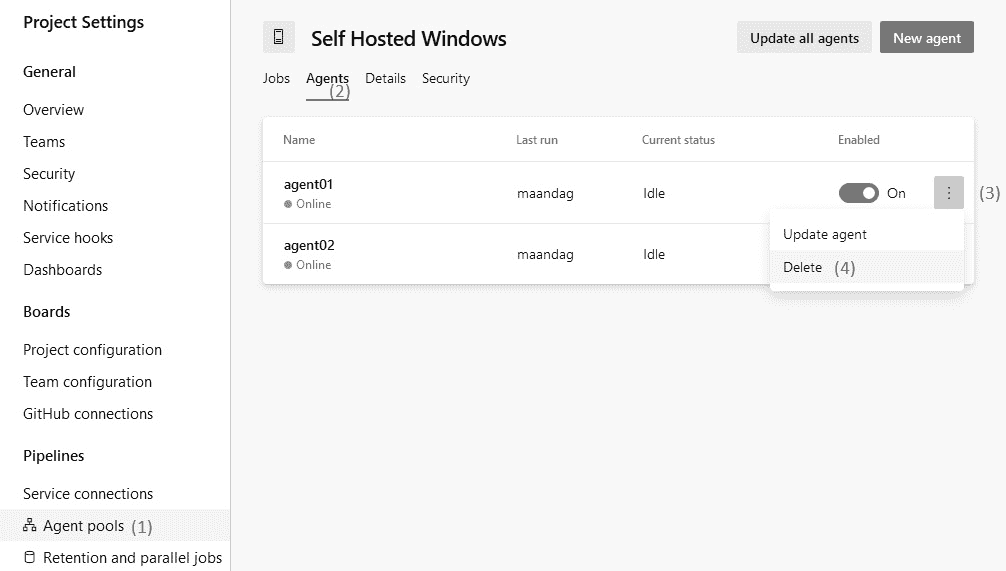 Project Settings
General
Overview
Teams
Security
Notifications
Service hooks
Dashboards
Boards
Project configuration
Team configuration
GitHub connections
Pipelines
Service connections
Agent pools (1)
Retention and parallel jobs
Self Hosted Windows
Update all agents
New agent
Jobs Agents Details Security
(2)
Name Last run Current status Enabled
agent01
Online
maandag Idle On (3)
agent02
Online
maandag Idle
Update agent
Delete (4)